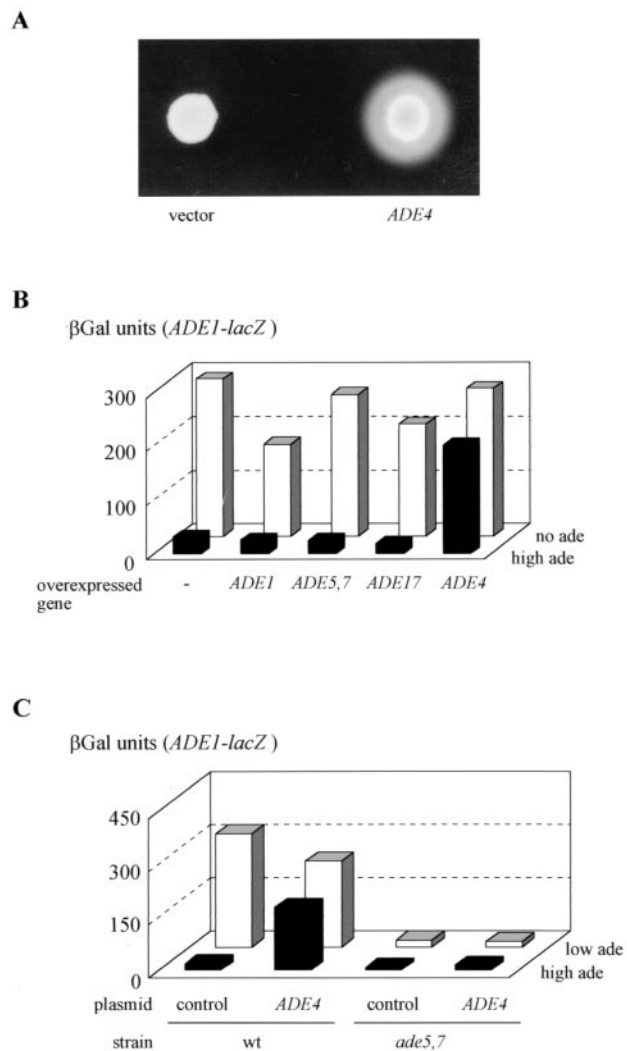 A
vector ADE4
B
βGal units (ADE1-lacZ )
300
200
100
0
no ade
high ade
overexpressed gene
- ADE1 ADE5,7 ADE17 ADE4
C
βGal units (ADE1-lacZ )
450
300
150
0
low ade
high ade
plasmid control ADE4 control ADE4
strain wt ade5,7